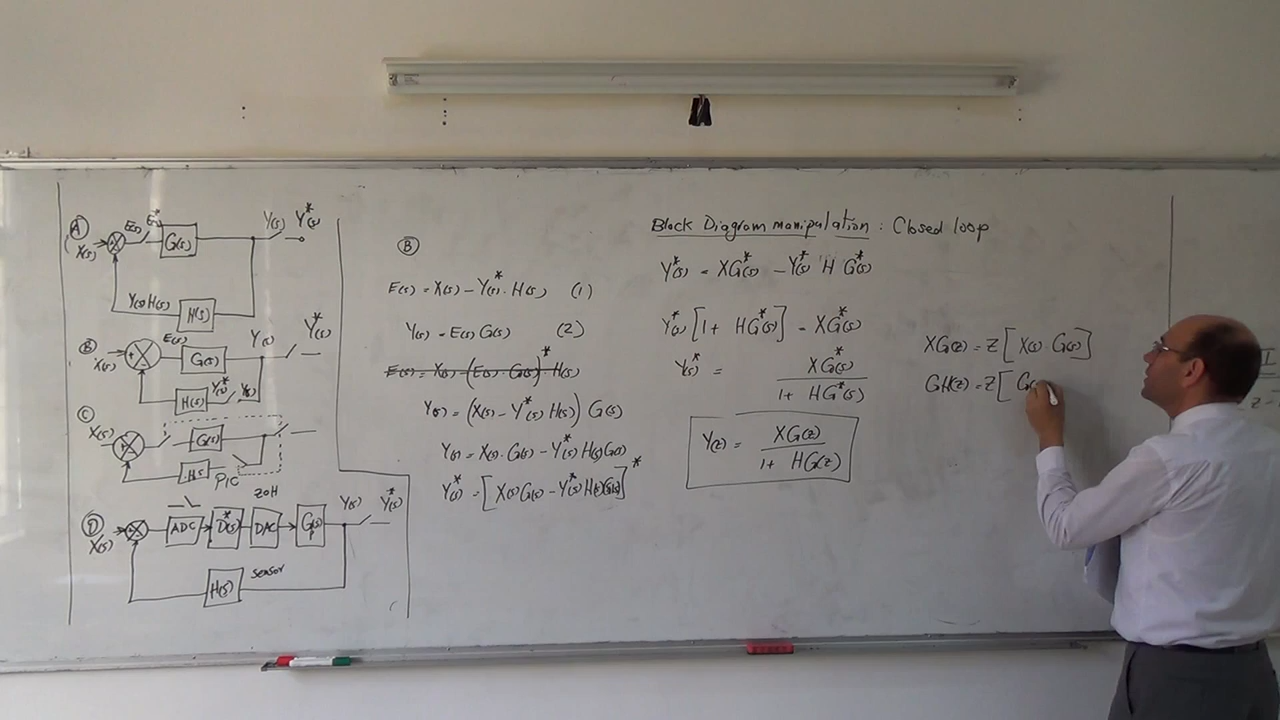 Block Diagram manipulation : Closed loop
A
X(s) E(s) E*(s) G(s) Y(s) Y*(s)
Y(s)H(s) H(s)
B
X(s) E(s) G(s) Y(s) Y*(s)
H(s) Y*(s) Y(s)
C
X(s) G(s)
H(s) PIC
ZOH
D
X(s) ADC D*(s) DAC Gp(s) Y(s) Y*(s)
H(s) sensor
B
E(s) = X(s) - Y*(s) . H(s) (1)
Y(s) = E(s) G(s) (2)
E(s) = X(s) - (E(s) . G(s))* H(s)
Y(s) = (X(s) - Y*(s) H(s)) G(s)
Y(s) = X(s) . G(s) - Y*(s) H(s)G(s)
Y*(s) = [X(s)G(s) - Y*(s) H(s)G(s)]*
Y*(s) = XG*(s) - Y*(s) HG*(s)
Y*(s) [1 + HG*(s)] = XG*(s)
Y*(s) = XG*(s) / 1 + HG*(s)
Y(z) = XG(z) / 1 + HG(z)
XG(z) = Z[X(s) . G(s)]
GH(z) = Z[G(